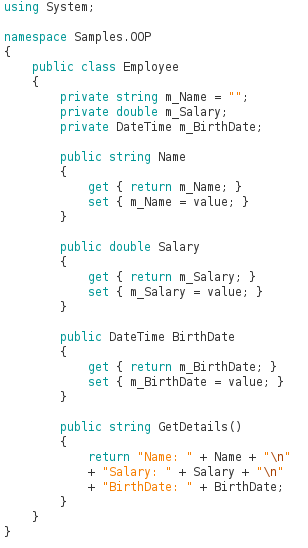 using System;

namespace Samples.OOP
{
    public class Employee
    {
        private string m_Name = "";
        private double m_Salary;
        private DateTime m_BirthDate;

        public string Name
        {
            get { return m_Name; }
            set { m_Name = value; }
        }

        public double Salary
        {
            get { return m_Salary; }
            set { m_Salary = value; }
        }

        public DateTime BirthDate
        {
            get { return m_BirthDate; }
            set { m_BirthDate = value; }
        }

        public string GetDetails()
        {
            return "Name: " + Name + "\n"
            + "Salary: " + Salary + "\n"
            + "BirthDate: " + BirthDate;
        }
    }
}